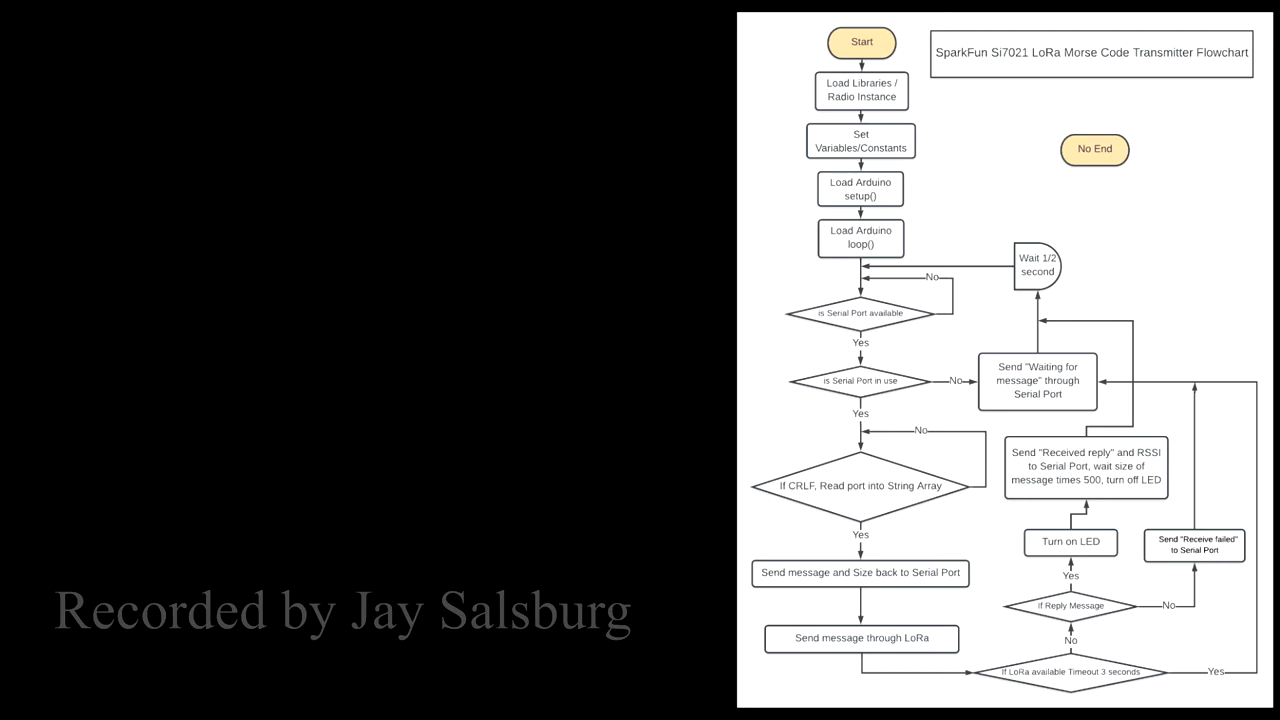 Start
SparkFun Si7021 LoRa Morse Code Transmitter Flowchart
Load Libraries /
Radio Instance
Set
Variables/Constants
No End
Load Arduino
setup()
Load Arduino
loop()
Wait 1/2
second
No
is Serial Port available
Yes
is Serial Port in use
No
Send "Waiting for
message" through
Serial Port
Yes
No
If CRLF, Read port into String Array
Send "Received reply" and RSSI
to Serial Port, wait size of
message times 500, turn off LED
Yes
Turn on LED
Send "Receive failed"
to Serial Port
Send message and Size back to Serial Port
Yes
If Reply Message
No
Recorded by Jay Salsburg
Send message through LoRa
No
If LoRa available Timeout 3 seconds
Yes